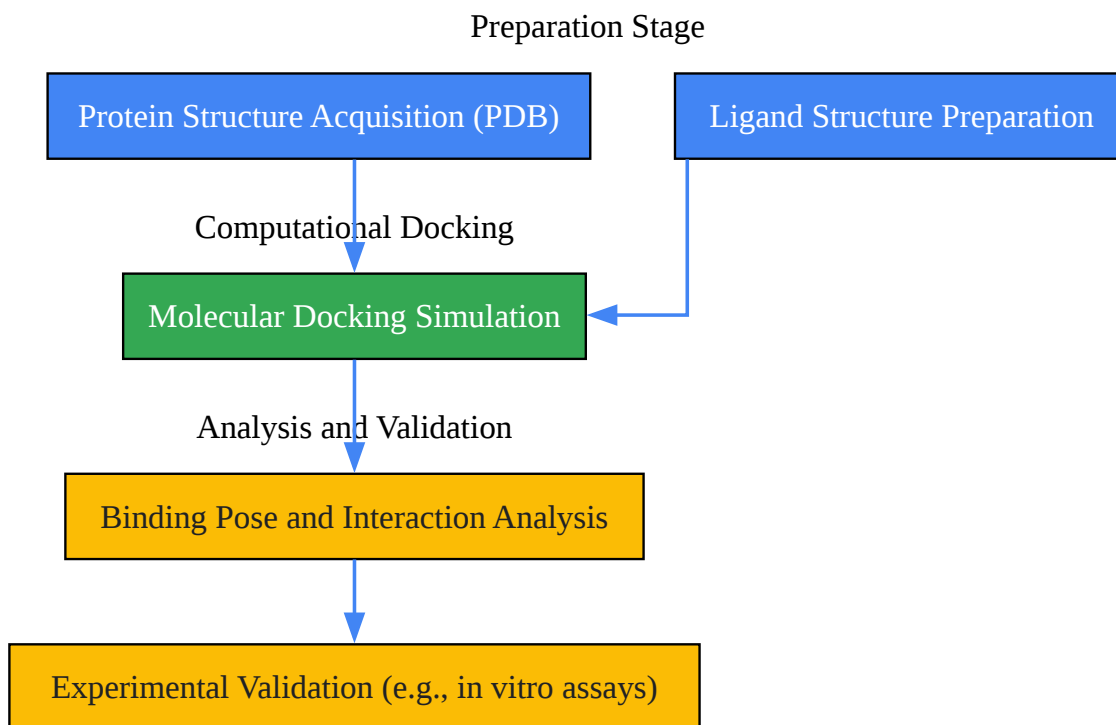 Preparation Stage
Protein Structure Acquisition (PDB)
Ligand Structure Preparation
Computational Docking
Molecular Docking Simulation
Analysis and Validation
Binding Pose and Interaction Analysis
Experimental Validation (e.g., in vitro assays)